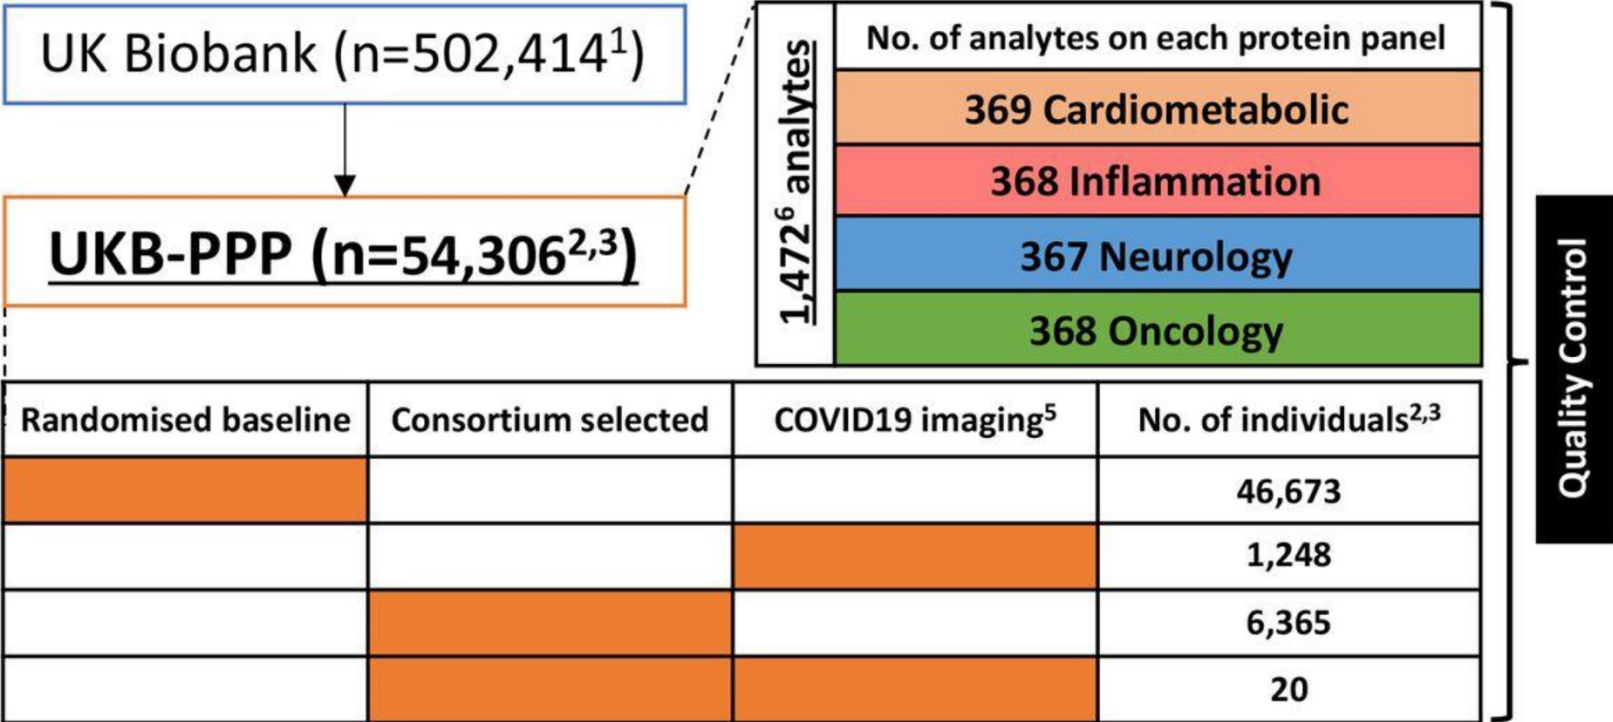 UK Biobank (n=502,414¹)
UKB-PPP (n=54,306²,³)
1,472⁶ analytes
No. of analytes on each protein panel
369 Cardiometabolic
368 Inflammation
367 Neurology
368 Oncology
Quality Control
Randomised baseline Consortium selected COVID19 imaging⁵ No. of individuals²,³
46,673
1,248
6,365
20